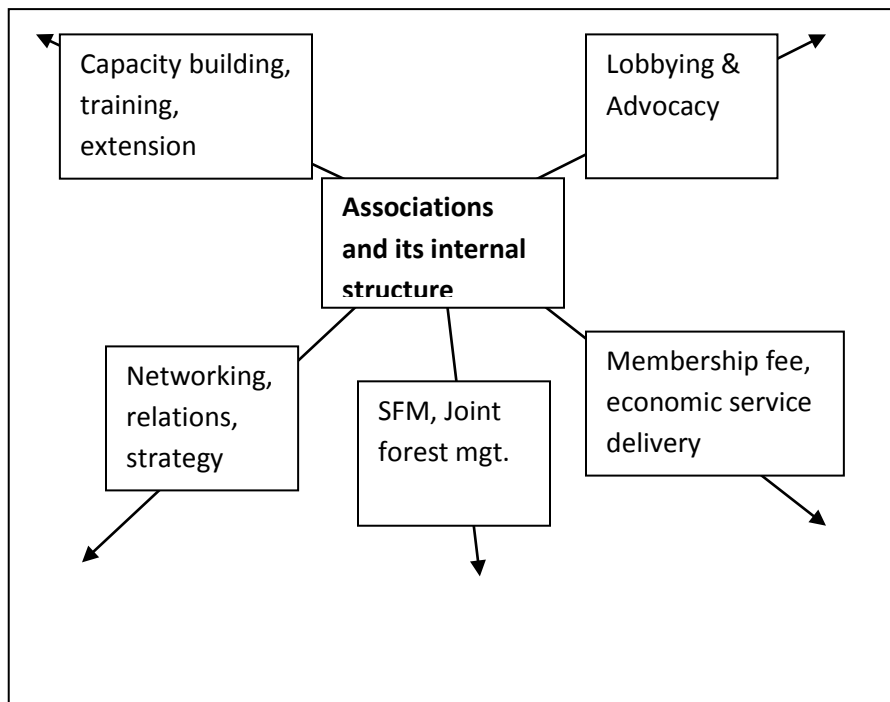 Capacity building,
training,
extension
Lobbying &
Advocacy
Associations
and its internal
structure
Networking,
relations,
strategy
SFM, Joint
forest mgt.
Membership fee,
economic service
delivery